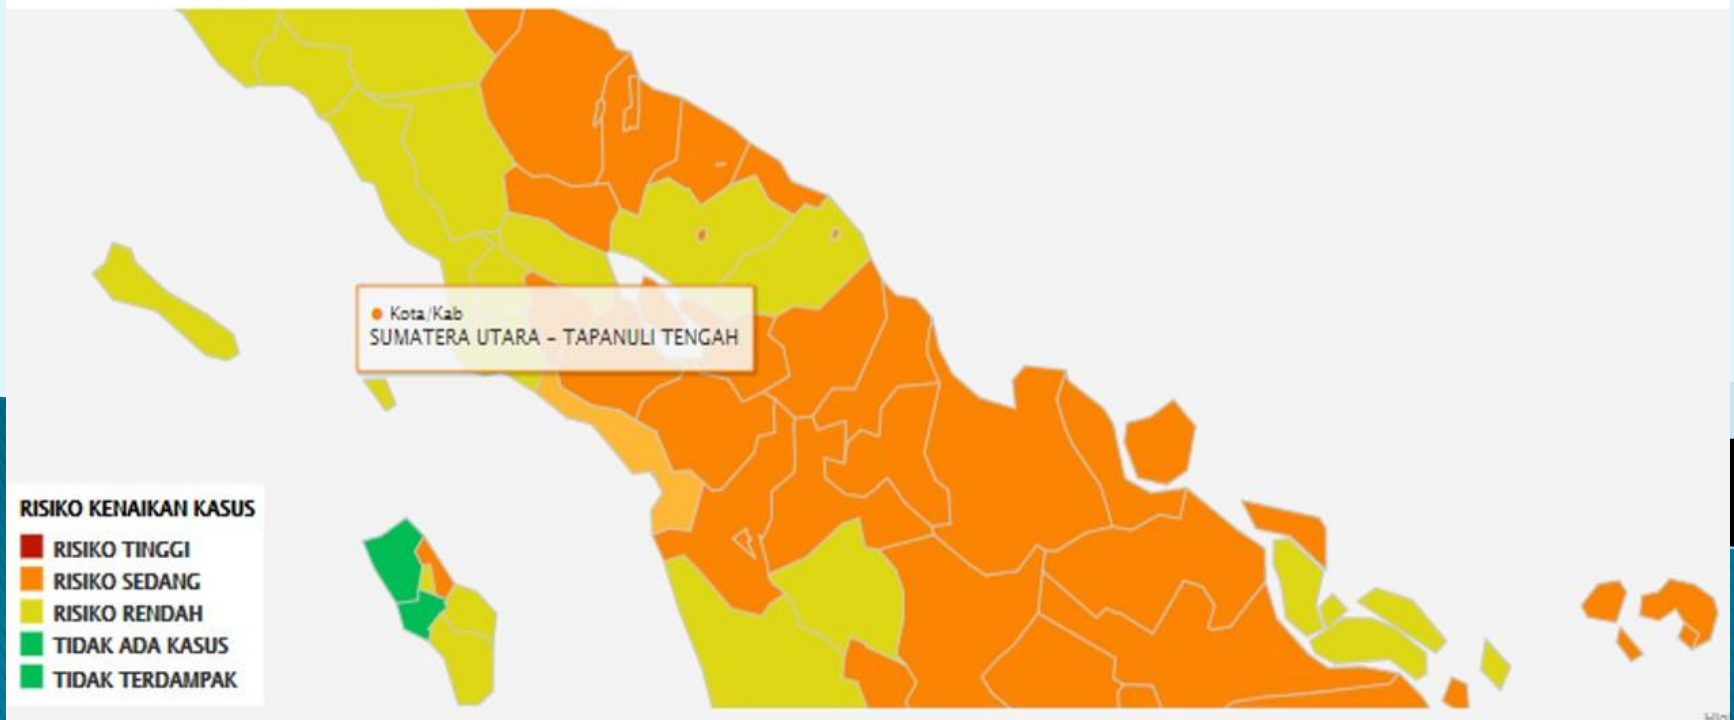 Kota/Kab
SUMATERA UTARA – TAPANULI TENGAH
RISIKO KENAIKAN KASUS
RISIKO TINGGI
RISIKO SEDANG
RISIKO RENDAH
TIDAK ADA KASUS
TIDAK TERDAMPAK